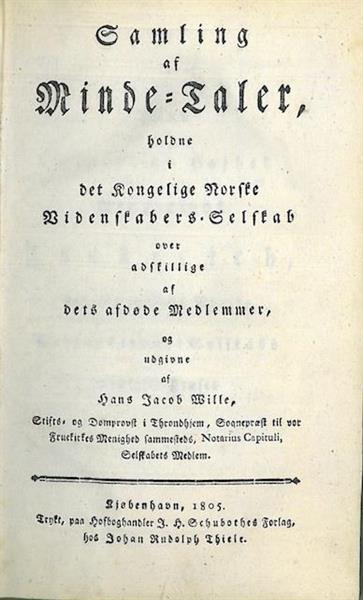 Samling
af
Minde-Taler,
holdne
i
det Kongelige Norske
Videnskabers-Selskab
over
adskillige
af
dets afdøde Medlemmer,
og
udgivne
af
Hans Jacob Wille,
Stifts- og Domprovst i Throndhjem, Sognepræst til vor
Fruekirkes Menighed sammesteds, Notarius Capituli,
Selskabets Medlem.
Kjøbenhavn, 1805.
Trykt, paa Hofboghandler J. H. Schubothes Forlag,
hos Johan Rudolph Thiele.